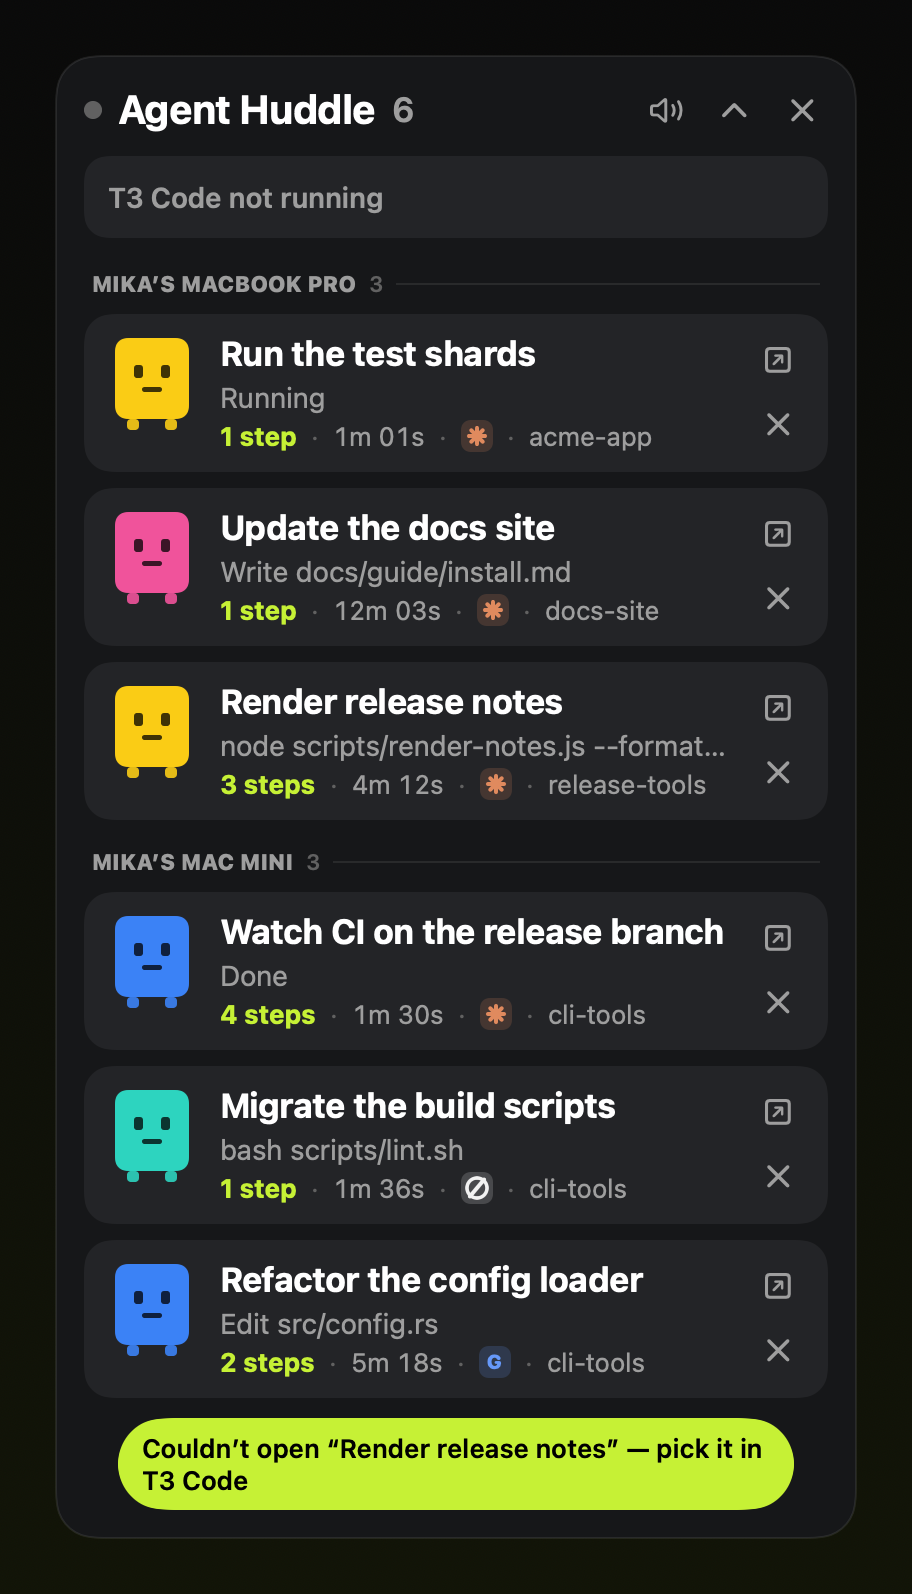 Agent Huddle 6
T3 Code not running
MIKA’S MACBOOK PRO 3
Run the test shards
Running
1 step · 1m 01s · acme-app
Update the docs site
Write docs/guide/install.md
1 step · 12m 03s · docs-site
Render release notes
node scripts/render-notes.js --format…
3 steps · 4m 12s · release-tools
MIKA’S MAC MINI 3
Watch CI on the release branch
Done
4 steps · 1m 30s · cli-tools
Migrate the build scripts
bash scripts/lint.sh
1 step · 1m 36s · cli-tools
Refactor the config loader
Edit src/config.rs
2 steps · 5m 18s · G · cli-tools
Couldn’t open “Render release notes” — pick it in
T3 Code